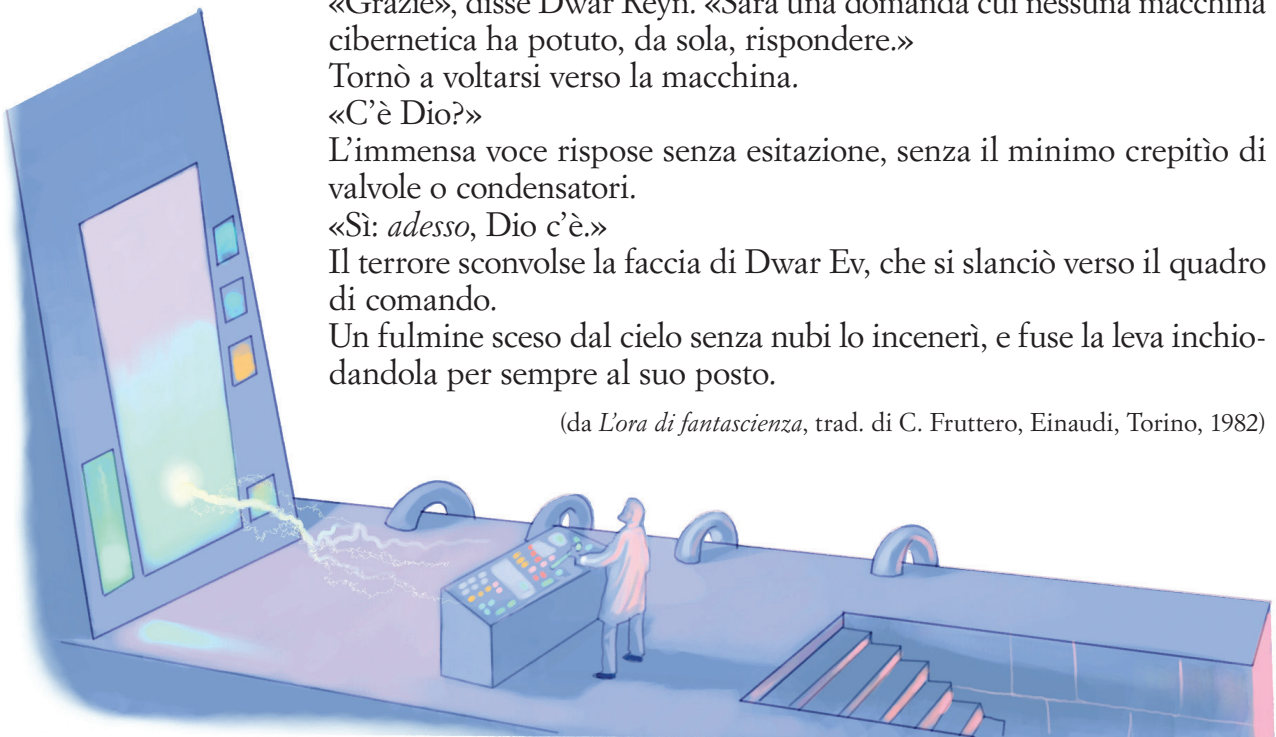 «Grazie», disse Dwar Reyn. «Sarà una domanda cui nessuna macchina
cibernetica ha potuto, da sola, rispondere.»
Tornò a voltarsi verso la macchina.
«C'è Dio?»
L'immensa voce rispose senza esitazione, senza il minimo crepitìo di
valvole o condensatori.
«Sì: adesso, Dio c'è.»
Il terrore sconvolse la faccia di Dwar Ev, che si slanciò verso il quadro
di comando.
Un fulmine sceso dal cielo senza nubi lo incenerì, e fuse la leva inchio-
dandola per sempre al suo posto.
(da L'ora di fantascienza, trad. di C. Fruttero, Einaudi, Torino, 1982)